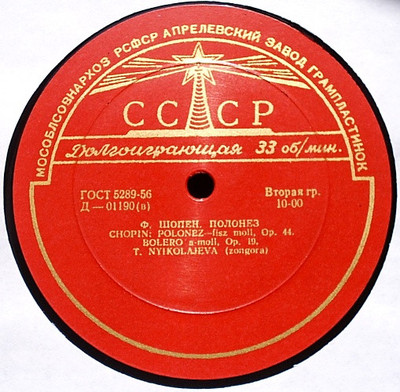 МОСОБЛСОВНАРХОЗ РСФСР АПРЕЛЕВСКИЙ ЗАВОД ГРАМПЛАСТИНОК
СССР
Долгоиграющая 33 об/мин.
ГОСТ 5289-56 Вторая гр.
Д—01190(а) 10-00
Ф. ШОПЕН. ПОЛОНЕЗ
CHOPIN: POLONEZ—fisz moll, Op. 44.
BOLERO a-moll, Op. 19.
T. NYIKOLAJEVA (zongora)